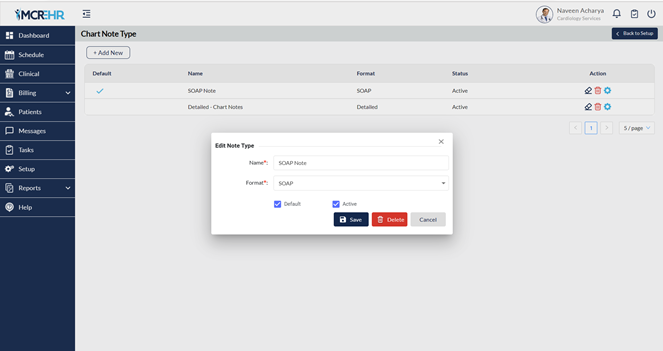 MCREHR
Naveen Acharya
Cardiology Services
Dashboard
Schedule
Clinical
Billing
Patients
Messages
Tasks
Setup
Reports
Help
Chart Note Type
Back to Setup
+ Add New
Default Name Format Status Action
SOAP Note SOAP Active
Detailed - Chart Notes Detailed Active
1 5 / page
Edit Note Type
Name*: SOAP Note
Format*: SOAP
Default Active
Save Delete Cancel